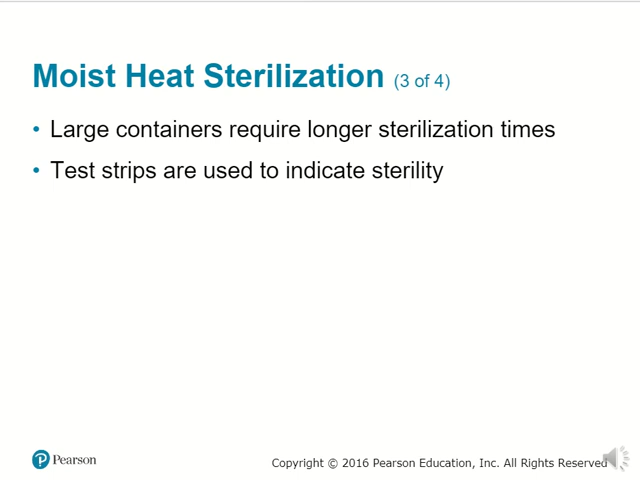 Moist Heat Sterilization (3 of 4)
• Large containers require longer sterilization times
• Test strips are used to indicate sterility
Pearson
Copyright © 2016 Pearson Education, Inc. All Rights Reserved